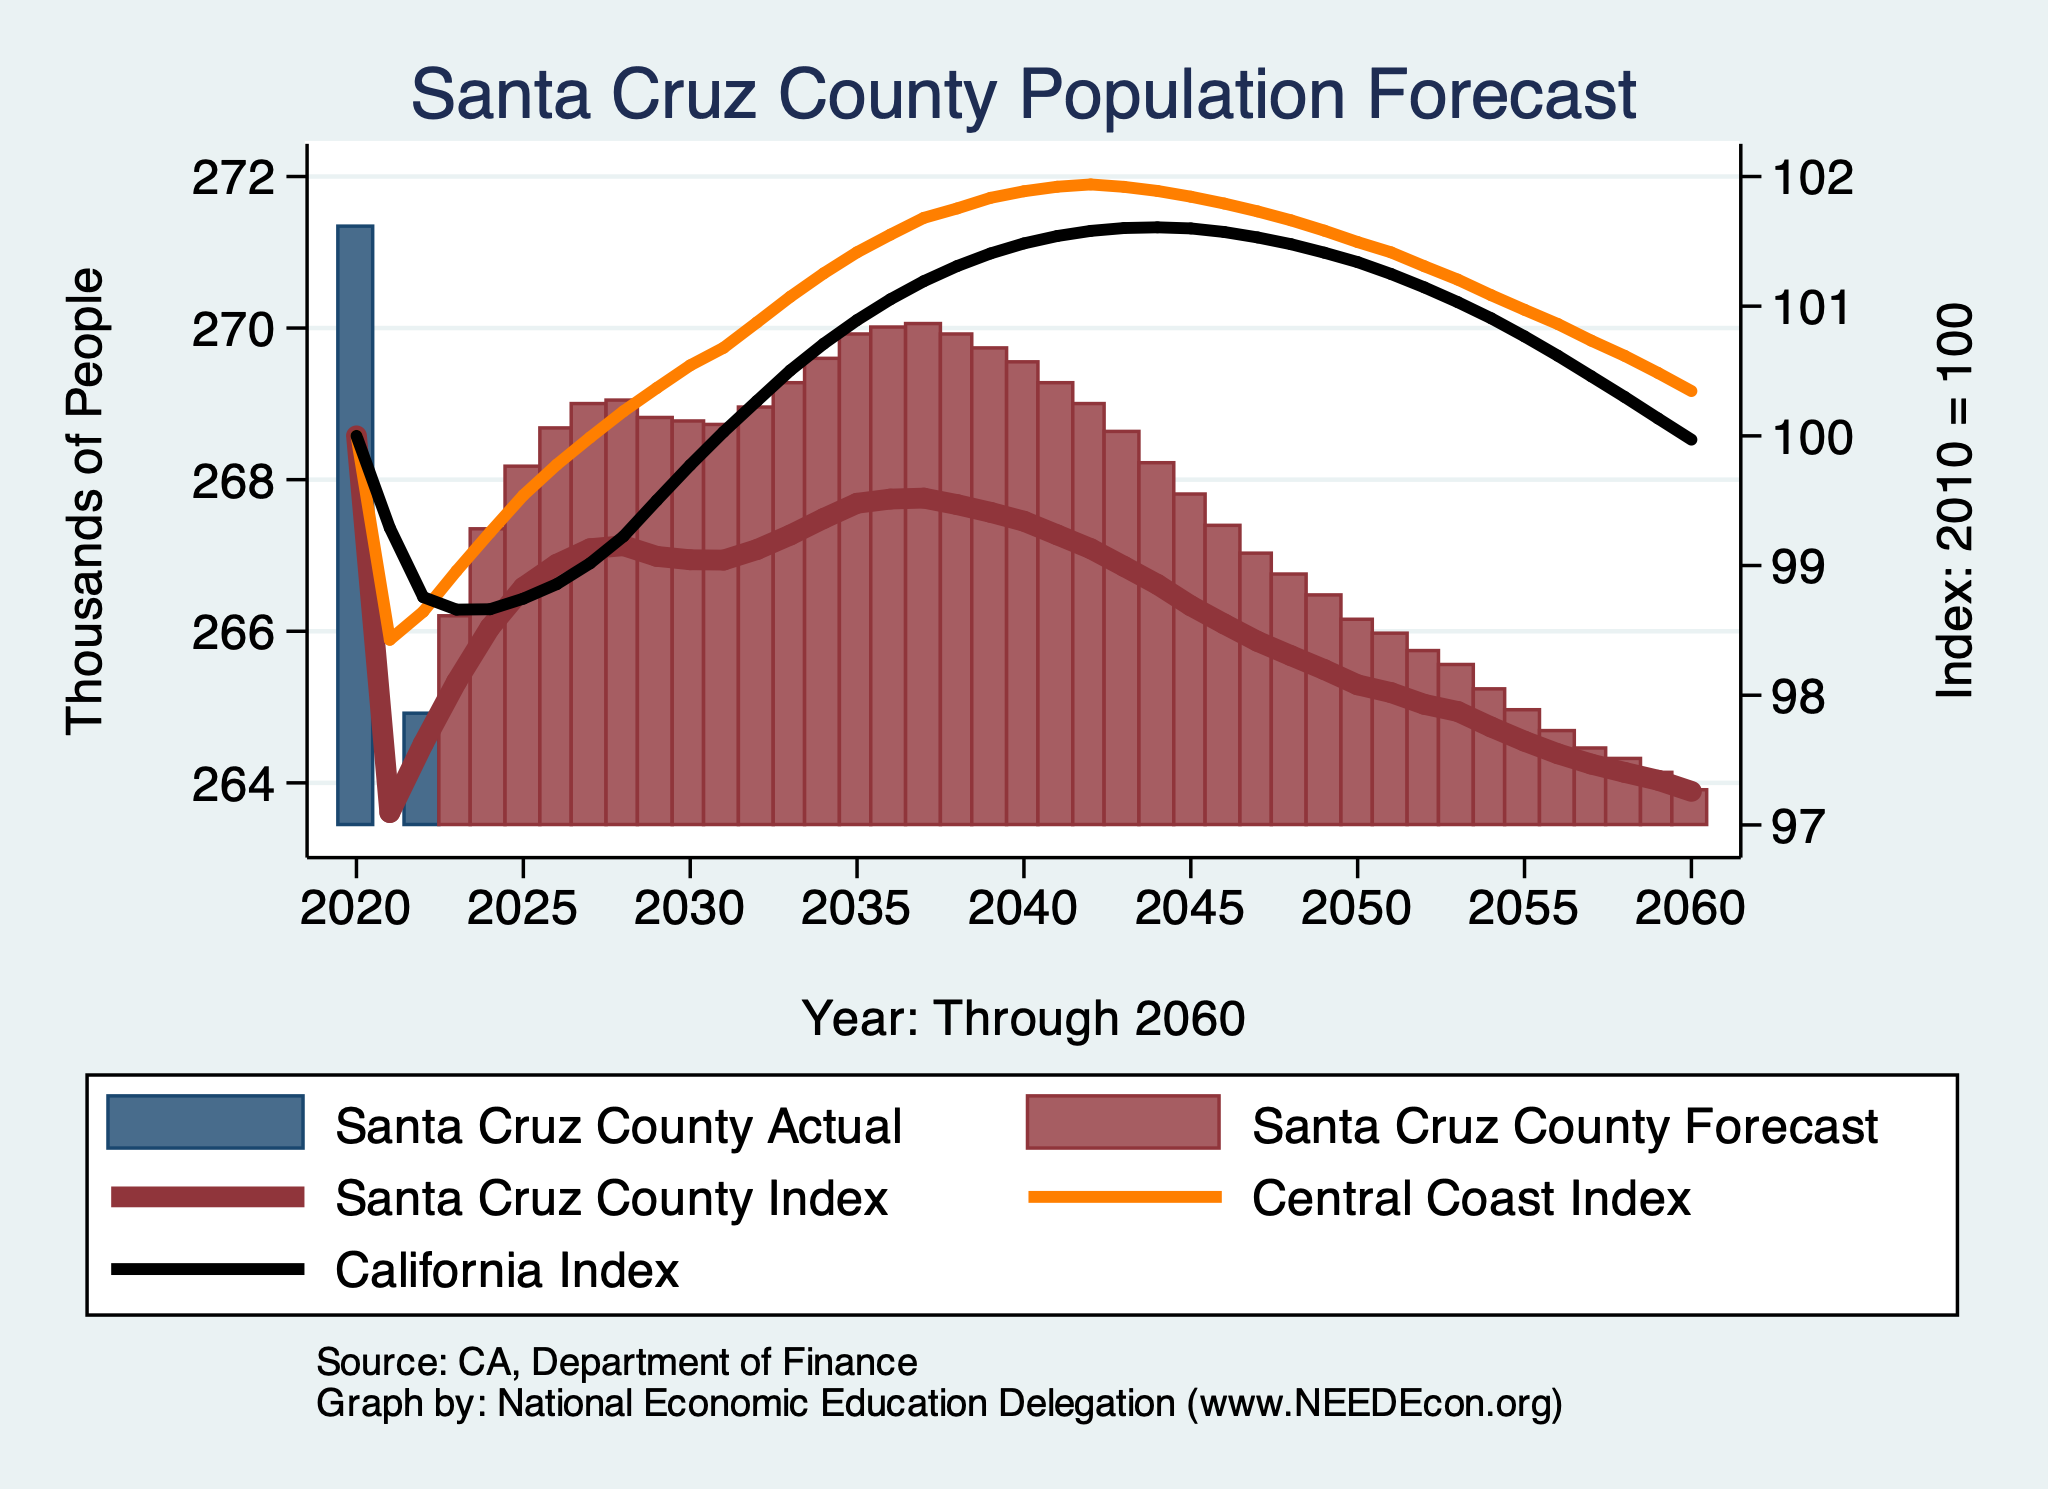 Santa Cruz County Population Forecast
272
270
268
266
264
Thousands of People
102
101
100
99
98
97
Index: 2010 = 100
2020 2025 2030 2035 2040 2045 2050 2055 2060
Year: Through 2060
Santa Cruz County Actual
Santa Cruz County Forecast
Santa Cruz County Index
Central Coast Index
California Index
Source: CA, Department of Finance
Graph by: National Economic Education Delegation (www.NEEDEcon.org)